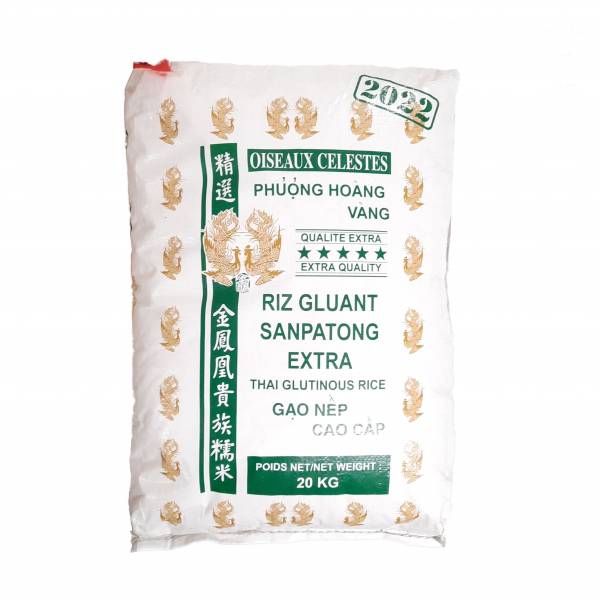 2022
OISEAUX CELESTES
PHƯỢNG HOÀNG
VÀNG
QUALITE EXTRA
★★★★★
EXTRA QUALITY
RIZ GLUANT
SANPATONG
EXTRA
THAI GLUTINOUS RICE
GẠO NẾP
CAO CẤP
POIDS NET/NET WEIGHT :
20 KG
精選
金鳳凰貴族糯米